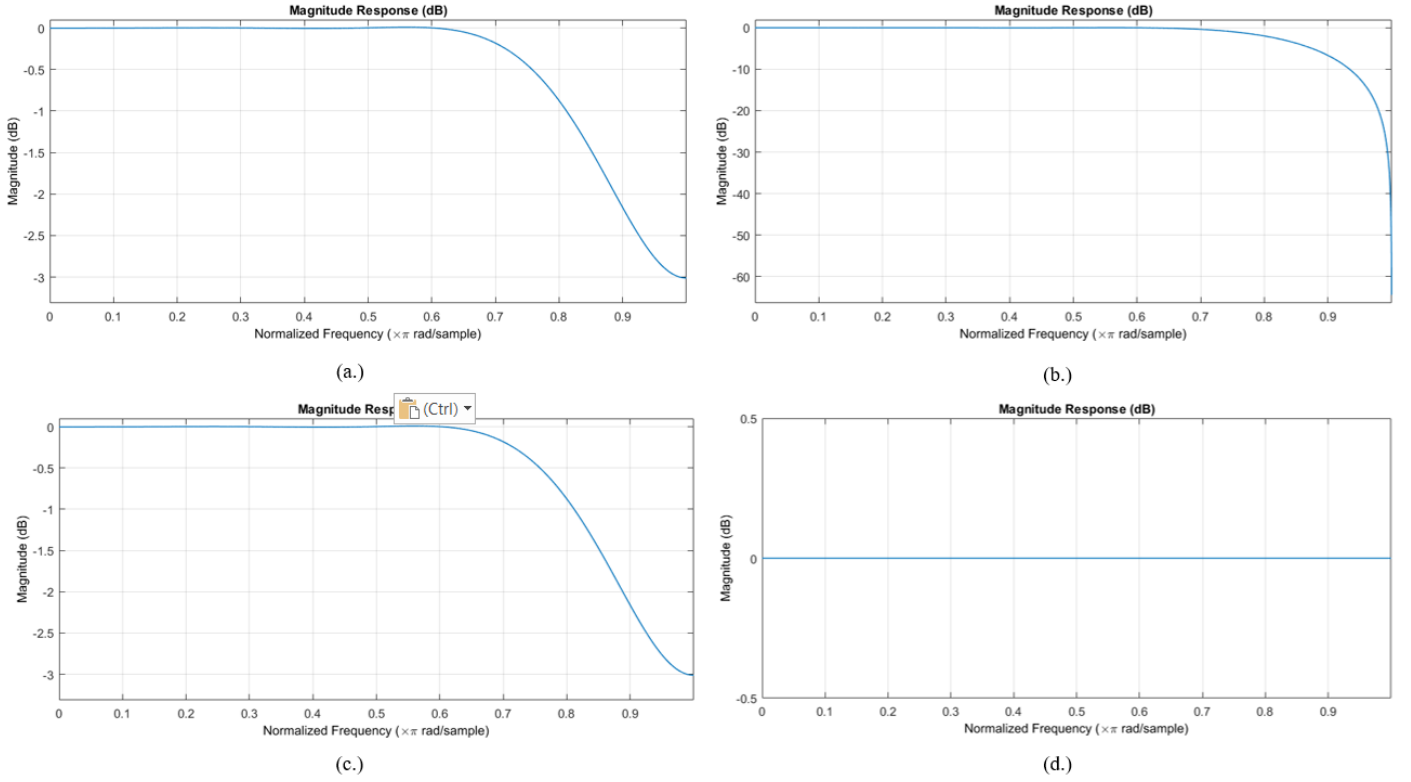 Magnitude Response (dB)
0
-0.5
-1
-1.5
-2
-2.5
-3
Magnitude (dB)
0 0.1 0.2 0.3 0.4 0.5 0.6 0.7 0.8 0.9
Normalized Frequency (×π rad/sample)
(a.)
Magnitude Response (dB)
0
-10
-20
-30
-40
-50
-60
Magnitude (dB)
0 0.1 0.2 0.3 0.4 0.5 0.6 0.7 0.8 0.9
Normalized Frequency (×π rad/sample)
(b.)
Magnitude Resp
(Ctrl)
0
-0.5
-1
-1.5
-2
-2.5
-3
Magnitude (dB)
0 0.1 0.2 0.3 0.4 0.5 0.6 0.7 0.8 0.9
Normalized Frequency (×π rad/sample)
(c.)
Magnitude Response (dB)
0.5
0
-0.5
Magnitude (dB)
0 0.1 0.2 0.3 0.4 0.5 0.6 0.7 0.8 0.9
Normalized Frequency (×π rad/sample)
(d.)